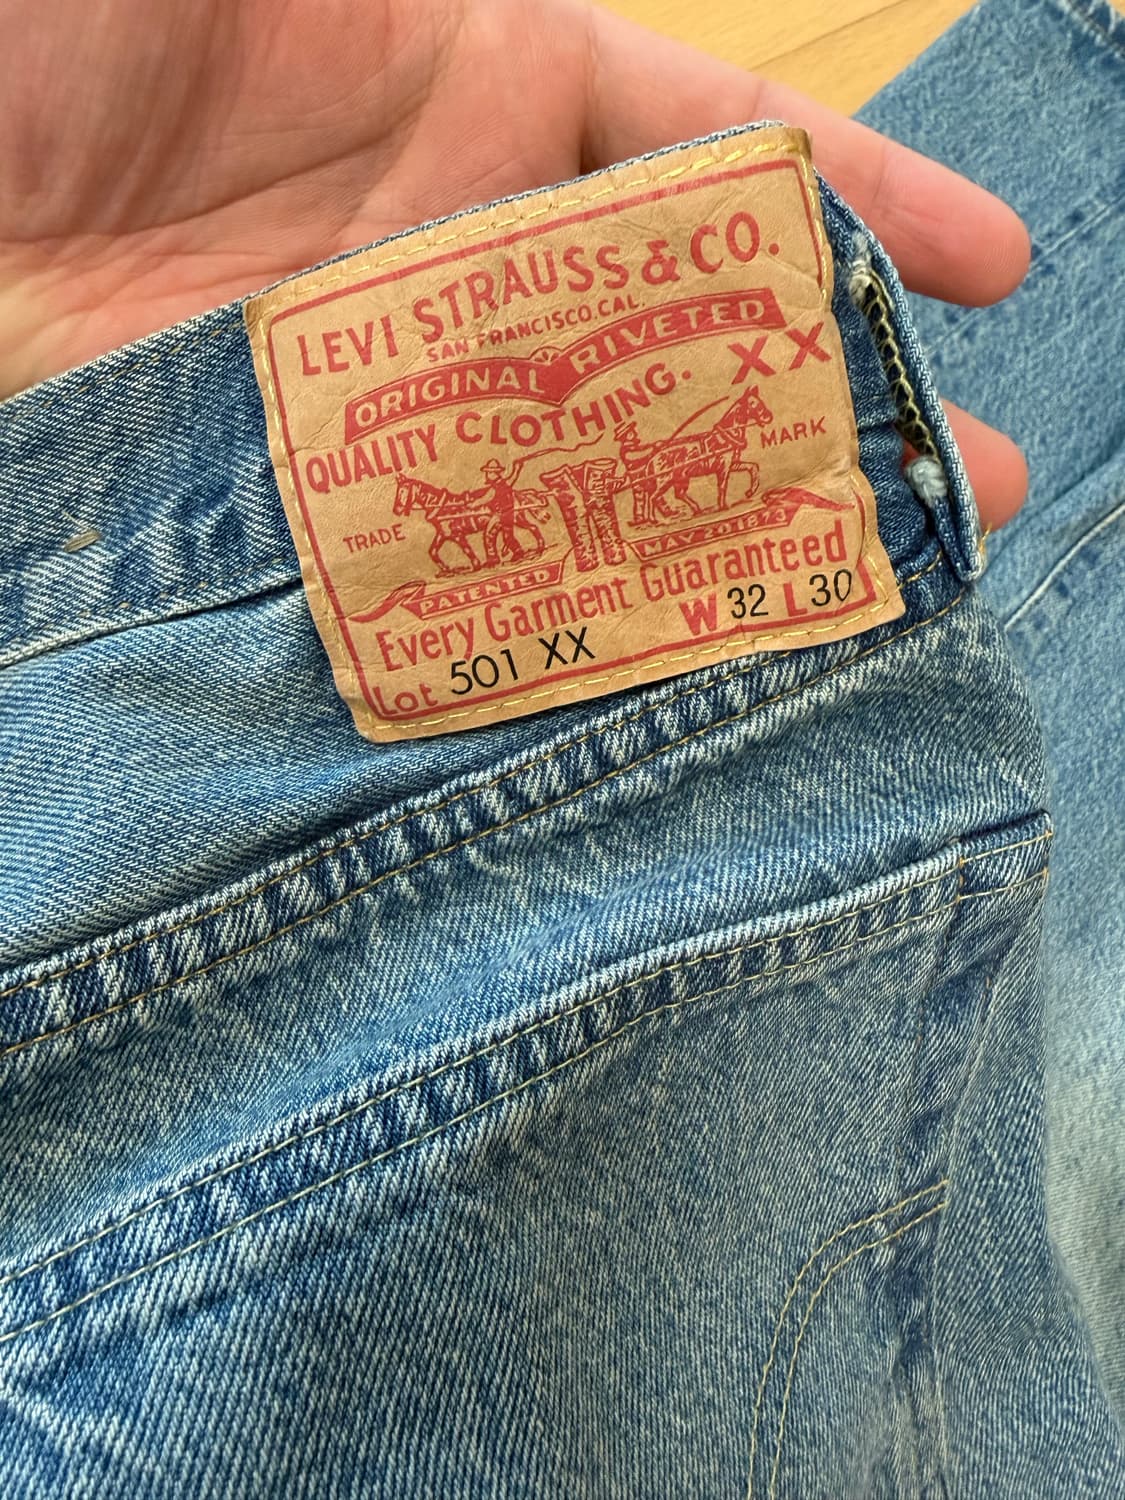 LEVI STRAUSS & CO.
SAN FRANCISCO. CAL.
ORIGINAL RIVETED
QUALITY CLOTHING. XX
TRADE MARK
PATENTED MAY 20 1873
Every Garment Guaranteed
Lot 501 XX W 32 L 30